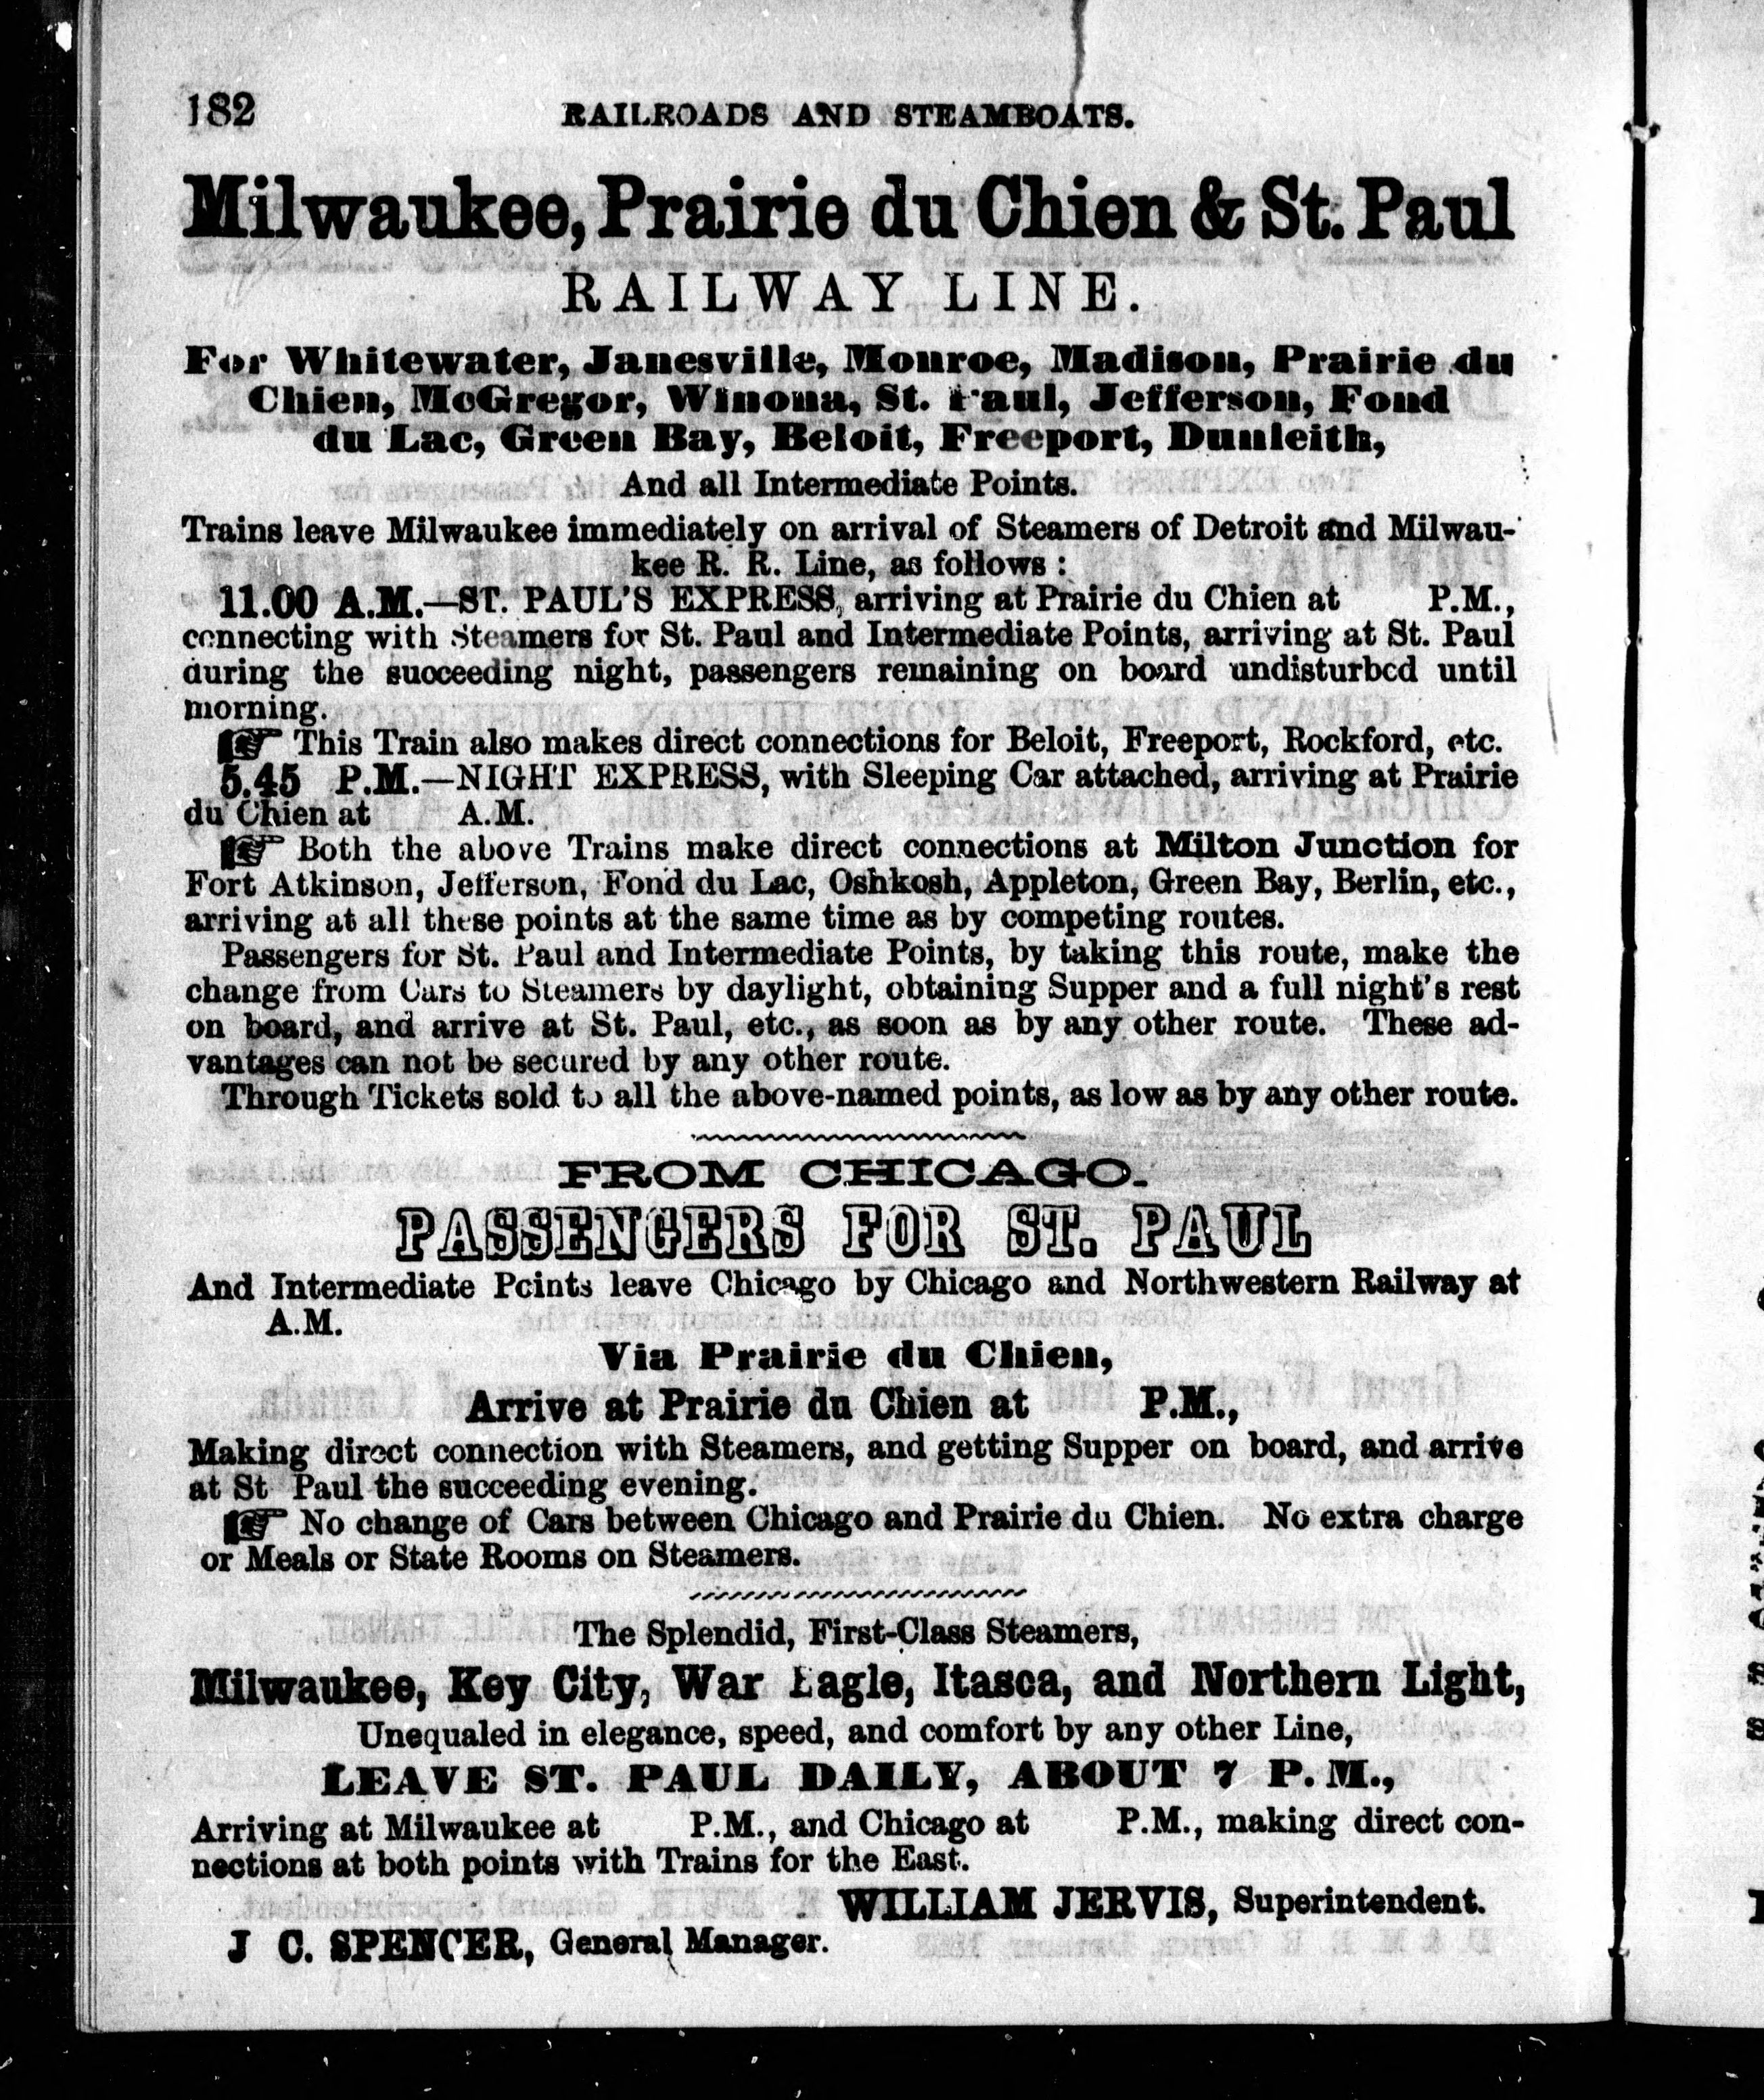 182 RAILROADS AND STEAMBOATS.
Milwaukee, Prairie du Chien & St. Paul
RAILWAY LINE.
For Whitewater, Janesville, Monroe, Madison, Prairie du
Chien, McGregor, Winona, St. Paul, Jefferson, Fond
du Lac, Green Bay, Beloit, Freeport, Dunleith,
And all Intermediate Points.
Trains leave Milwaukee immediately on arrival of Steamers of Detroit and Milwau-
kee R. R. Line, as follows :
11.00 A.M.—ST. PAUL'S EXPRESS, arriving at Prairie du Chien at P.M.,
connecting with Steamers for St. Paul and Intermediate Points, arriving at St. Paul
during the succeeding night, passengers remaining on board undisturbed until
morning.
☞ This Train also makes direct connections for Beloit, Freeport, Rockford, etc.
5.45 P.M.—NIGHT EXPRESS, with Sleeping Car attached, arriving at Prairie
du Chien at A.M.
☞ Both the above Trains make direct connections at Milton Junction for
Fort Atkinson, Jefferson, Fond du Lac, Oshkosh, Appleton, Green Bay, Berlin, etc.,
arriving at all these points at the same time as by competing routes.
Passengers for St. Paul and Intermediate Points, by taking this route, make the
change from Cars to Steamers by daylight, obtaining Supper and a full night's rest
on board, and arrive at St. Paul, etc., as soon as by any other route. These ad-
vantages can not be secured by any other route.
Through Tickets sold to all the above-named points, as low as by any other route.
FROM CHICAGO.
PASSENGERS FOR ST. PAUL
And Intermediate Points leave Chicago by Chicago and Northwestern Railway at
A.M.
Via Prairie du Chien,
Arrive at Prairie du Chien at P.M.,
Making direct connection with Steamers, and getting Supper on board, and arrive
at St Paul the succeeding evening.
☞ No change of Cars between Chicago and Prairie du Chien. No extra charge
or Meals or State Rooms on Steamers.
The Splendid, First-Class Steamers,
Milwaukee, Key City, War Eagle, Itasca, and Northern Light,
Unequaled in elegance, speed, and comfort by any other Line,
LEAVE ST. PAUL DAILY, ABOUT 7 P.M.,
Arriving at Milwaukee at P.M., and Chicago at P.M., making direct con-
nections at both points with Trains for the East.
WILLIAM JERVIS, Superintendent.
J C. SPENCER, General Manager.